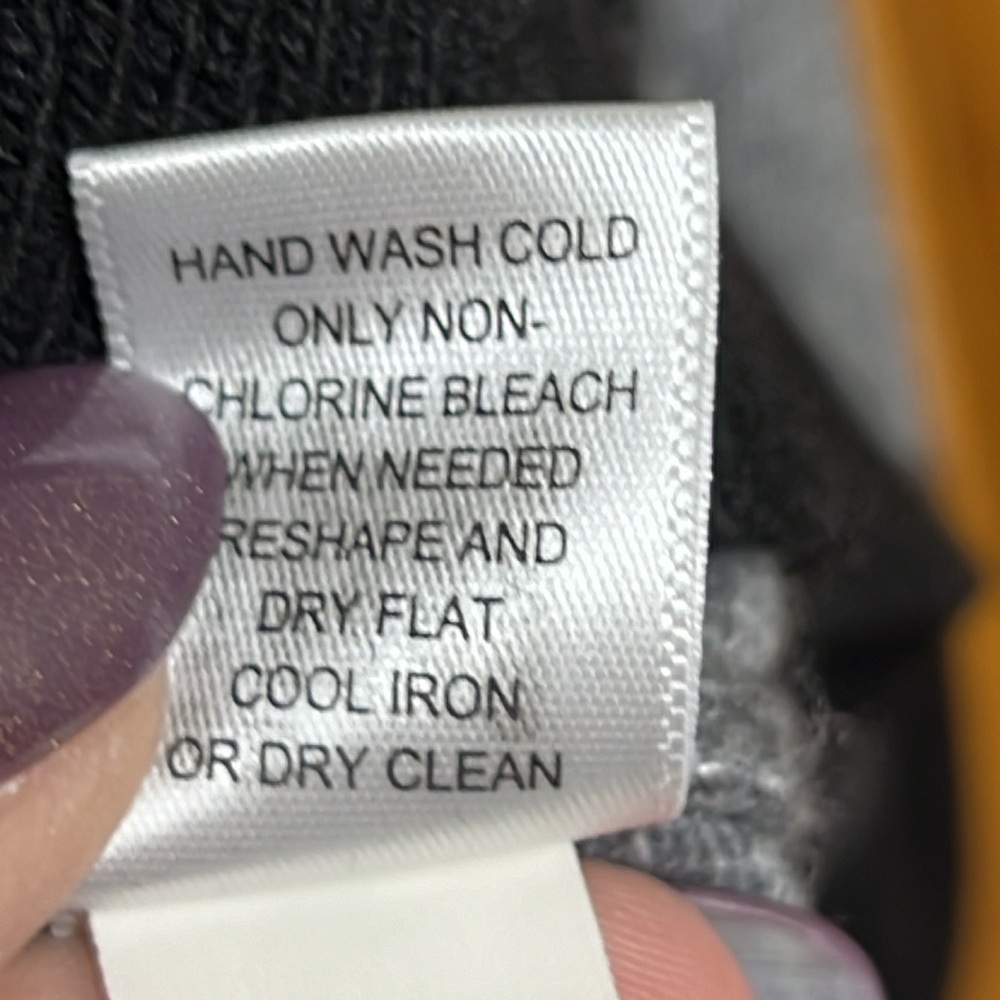 HAND WASH COLD
ONLY NON-
CHLORINE BLEACH
WHEN NEEDED
RESHAPE AND
DRY FLAT
COOL IRON
OR DRY CLEAN